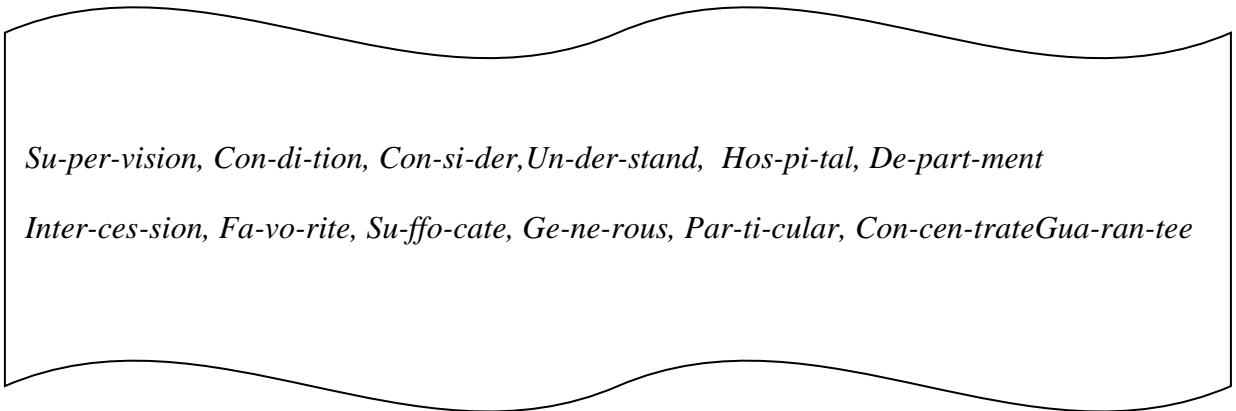 Su-per-vision, Con-di-tion, Con-si-der,Un-der-stand, Hos-pi-tal, De-part-ment
Inter-ces-sion, Fa-vo-rite, Su-ffo-cate, Ge-ne-rous, Par-ti-cular, Con-cen-trateGua-ran-tee